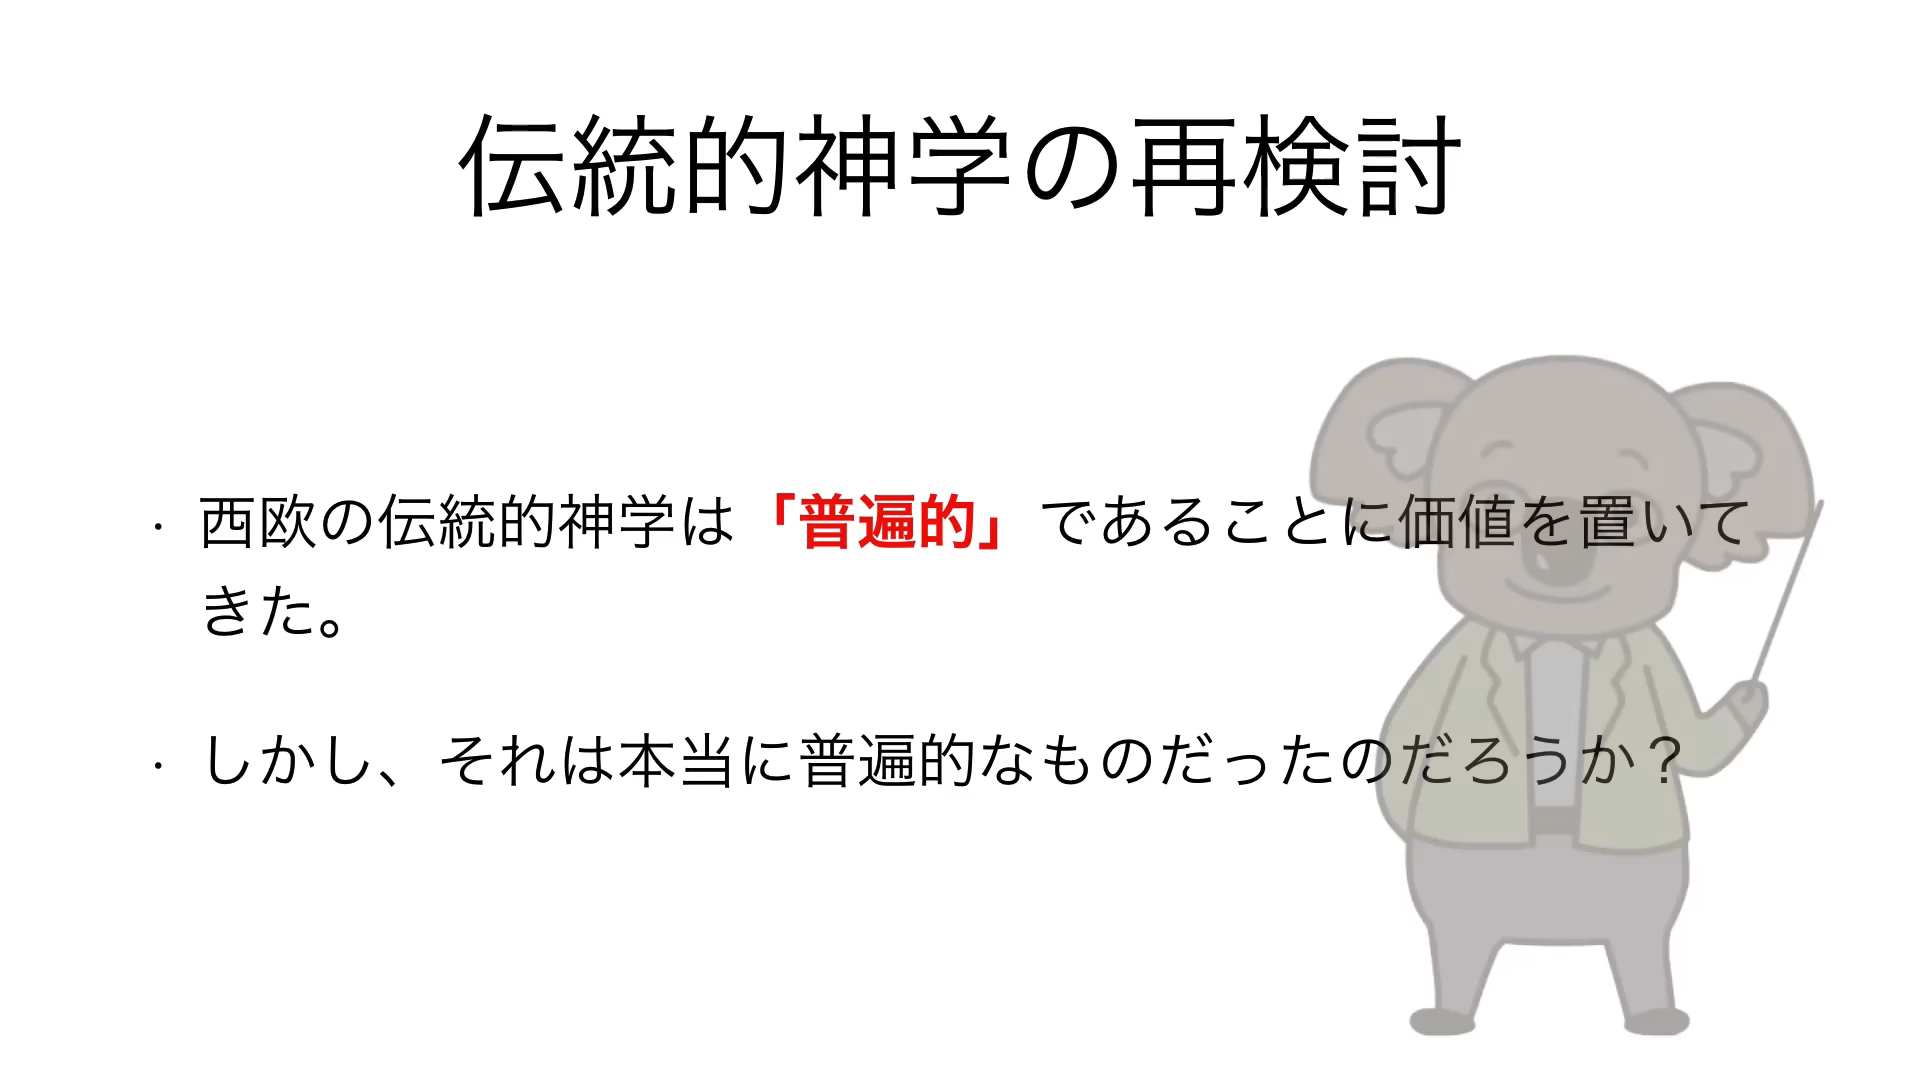 伝統的神学の再検討
・西欧の伝統的神学は「普遍的」であることに価値を置いて
きた。
・しかし、それは本当に普遍的なものだったのだろうか？